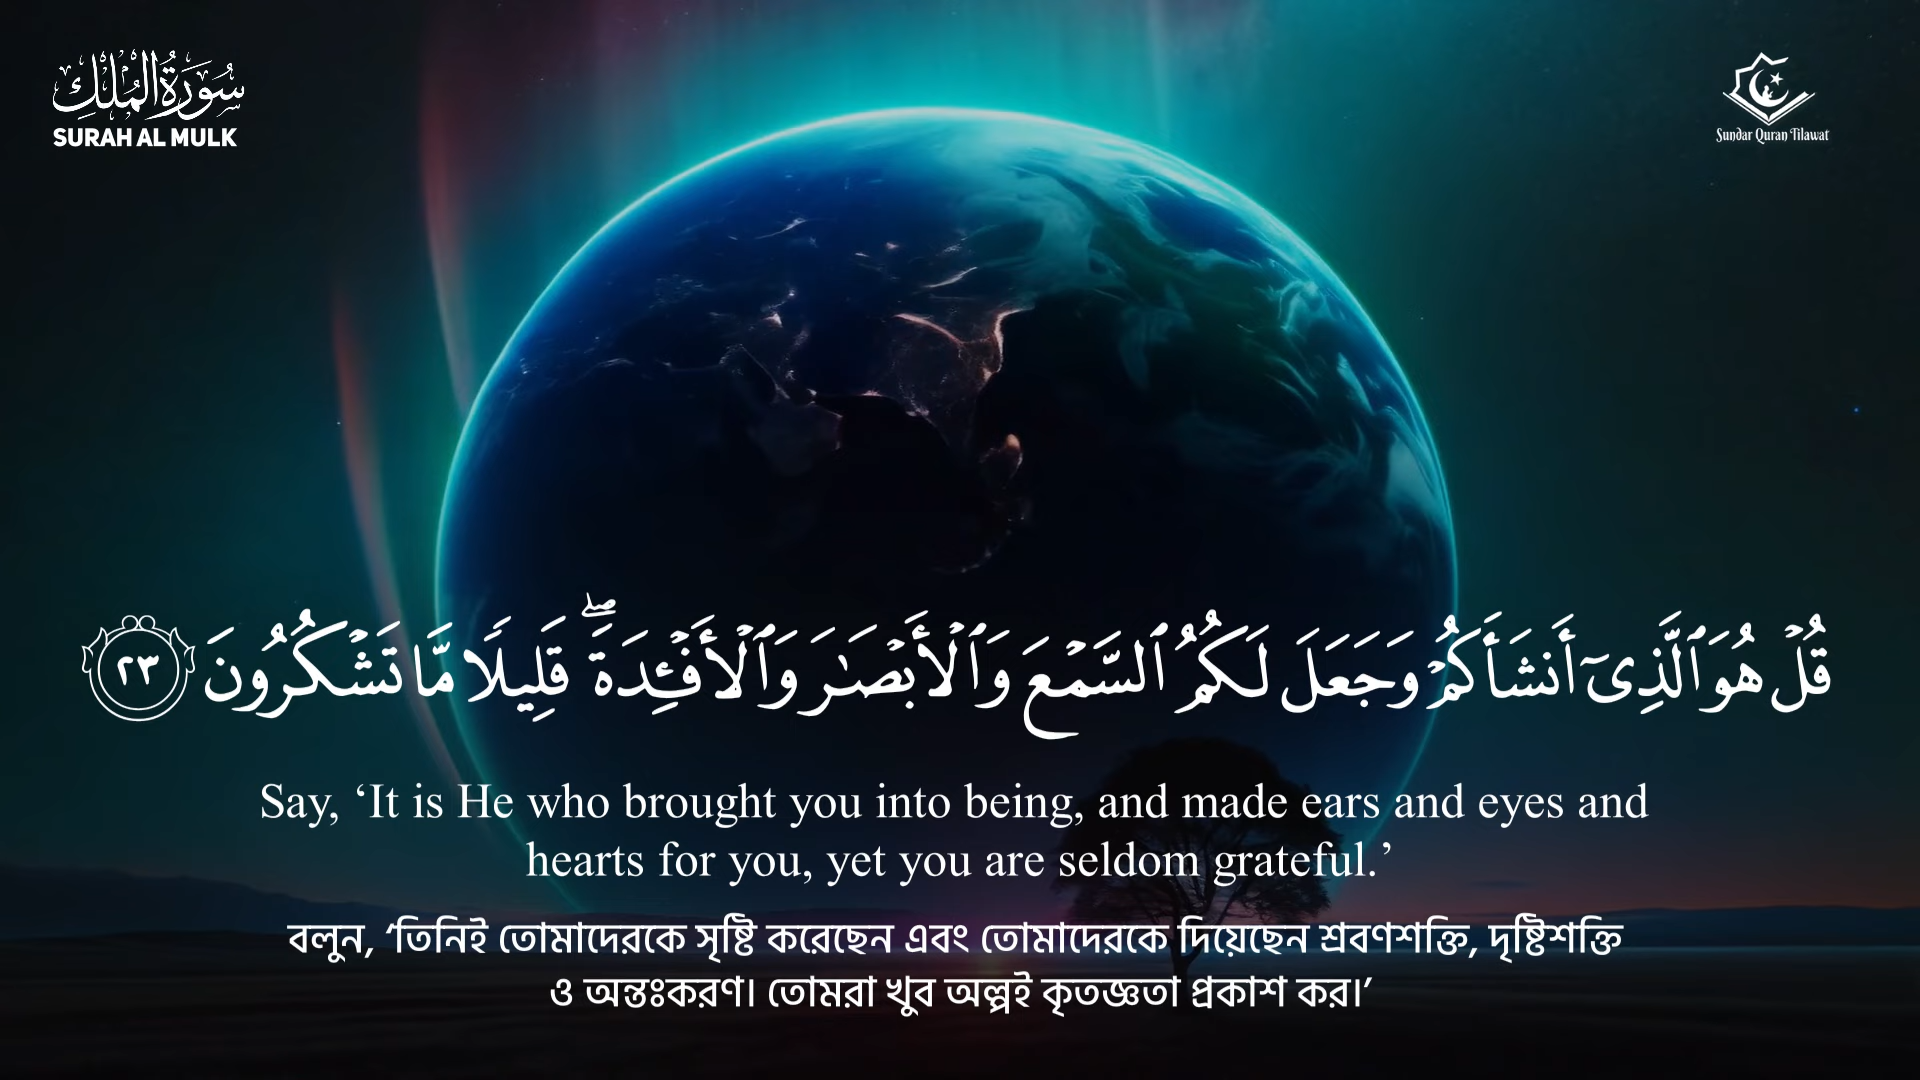 سُورَةُ الْمُلْكِ
SURAH AL MULK
Sundar Quran Tilawat
قُلْ هُوَ ٱلَّذِىٓ أَنشَأَكُمْ وَجَعَلَ لَكُمُ ٱلسَّمْعَ وَٱلْأَبْصَـٰرَ وَٱلْأَفْـِٔدَةَ ۖ قَلِيلًا مَّا تَشْكُرُونَ ٢٣
Say, ‘It is He who brought you into being, and made ears and eyes and
hearts for you, yet you are seldom grateful.’
বলুন, ‘তিনিই তোমাদেরকে সৃষ্টি করেছেন এবং তোমাদেরকে দিয়েছেন শ্রবণশক্তি, দৃষ্টিশক্তি
ও অন্তঃকরণ। তোমরা খুব অল্পই কৃতজ্ঞতা প্রকাশ কর।’